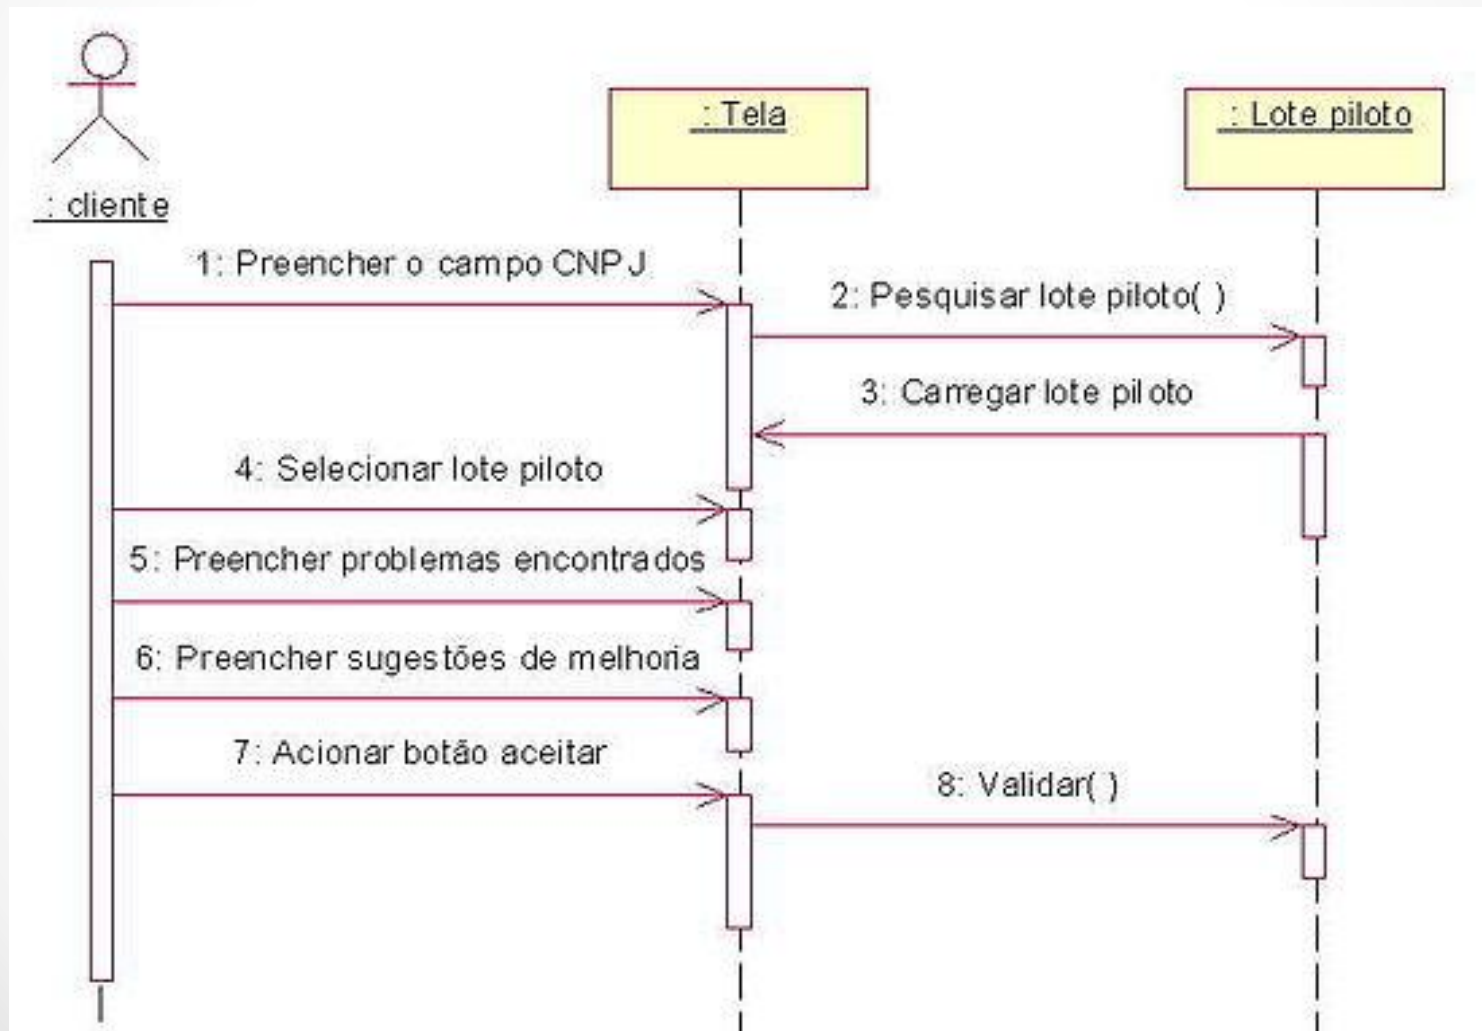 : Tela
: Lote piloto
: cliente
1: Preencher o campo CNPJ
2: Pesquisar lote piloto( )
3: Carregar lote piloto
4: Selecionar lote piloto
5: Preencher problemas encontrados
6: Preencher sugestões de melhoria
7: Acionar botão aceitar
8: Validar( )